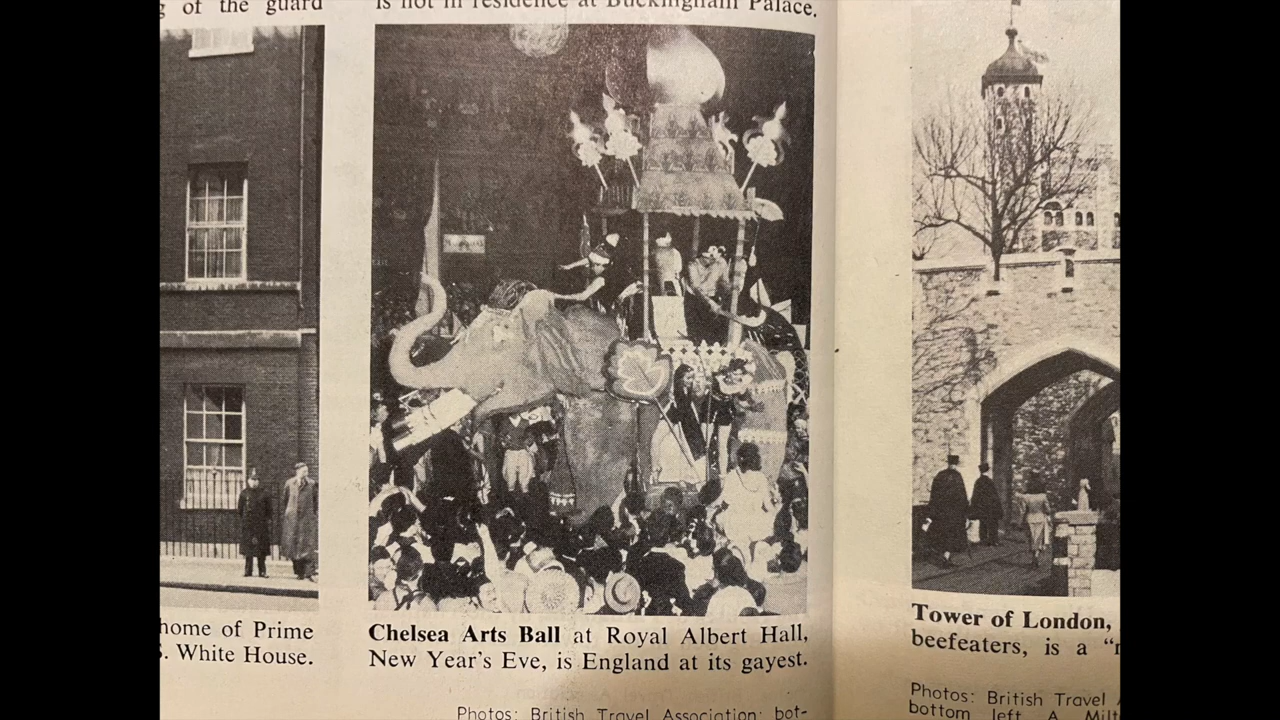 g of the guard
is not in residence at Buckingham Palace.
home of Prime
S. White House.
Chelsea Arts Ball at Royal Albert Hall,
New Year's Eve, is England at its gayest.
Photos: British Travel Association; bot-
Tower of London,
beefeaters, is a "
Photos: British Travel
bottom left A. Milt